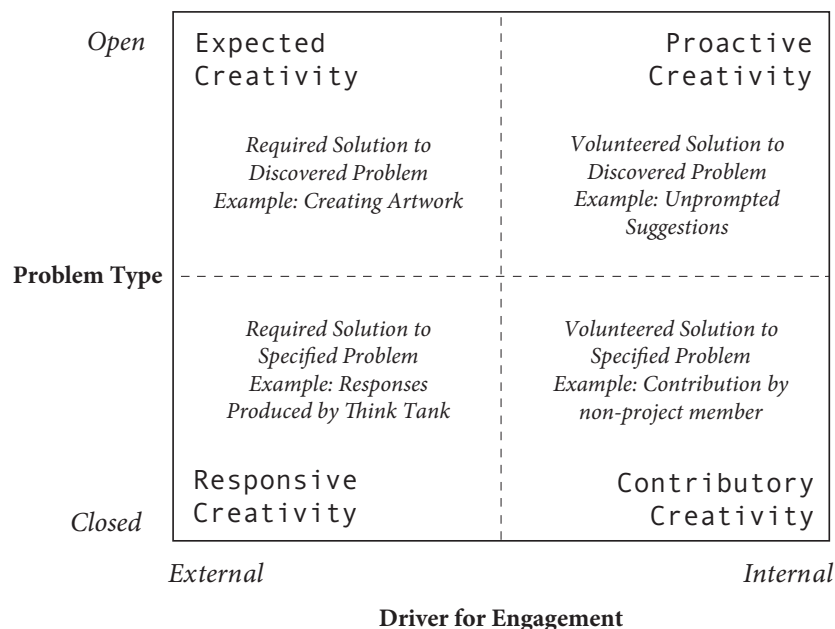 Open
Expected
Creativity
Proactive
Creativity
Required Solution to
Discovered Problem
Example: Creating Artwork
Volunteered Solution to
Discovered Problem
Example: Unprompted
Suggestions
Problem Type
Required Solution to
Specified Problem
Example: Responses
Produced by Think Tank
Volunteered Solution to
Specified Problem
Example: Contribution by
non-project member
Responsive
Creativity
Contributory
Creativity
Closed
External
Internal
Driver for Engagement